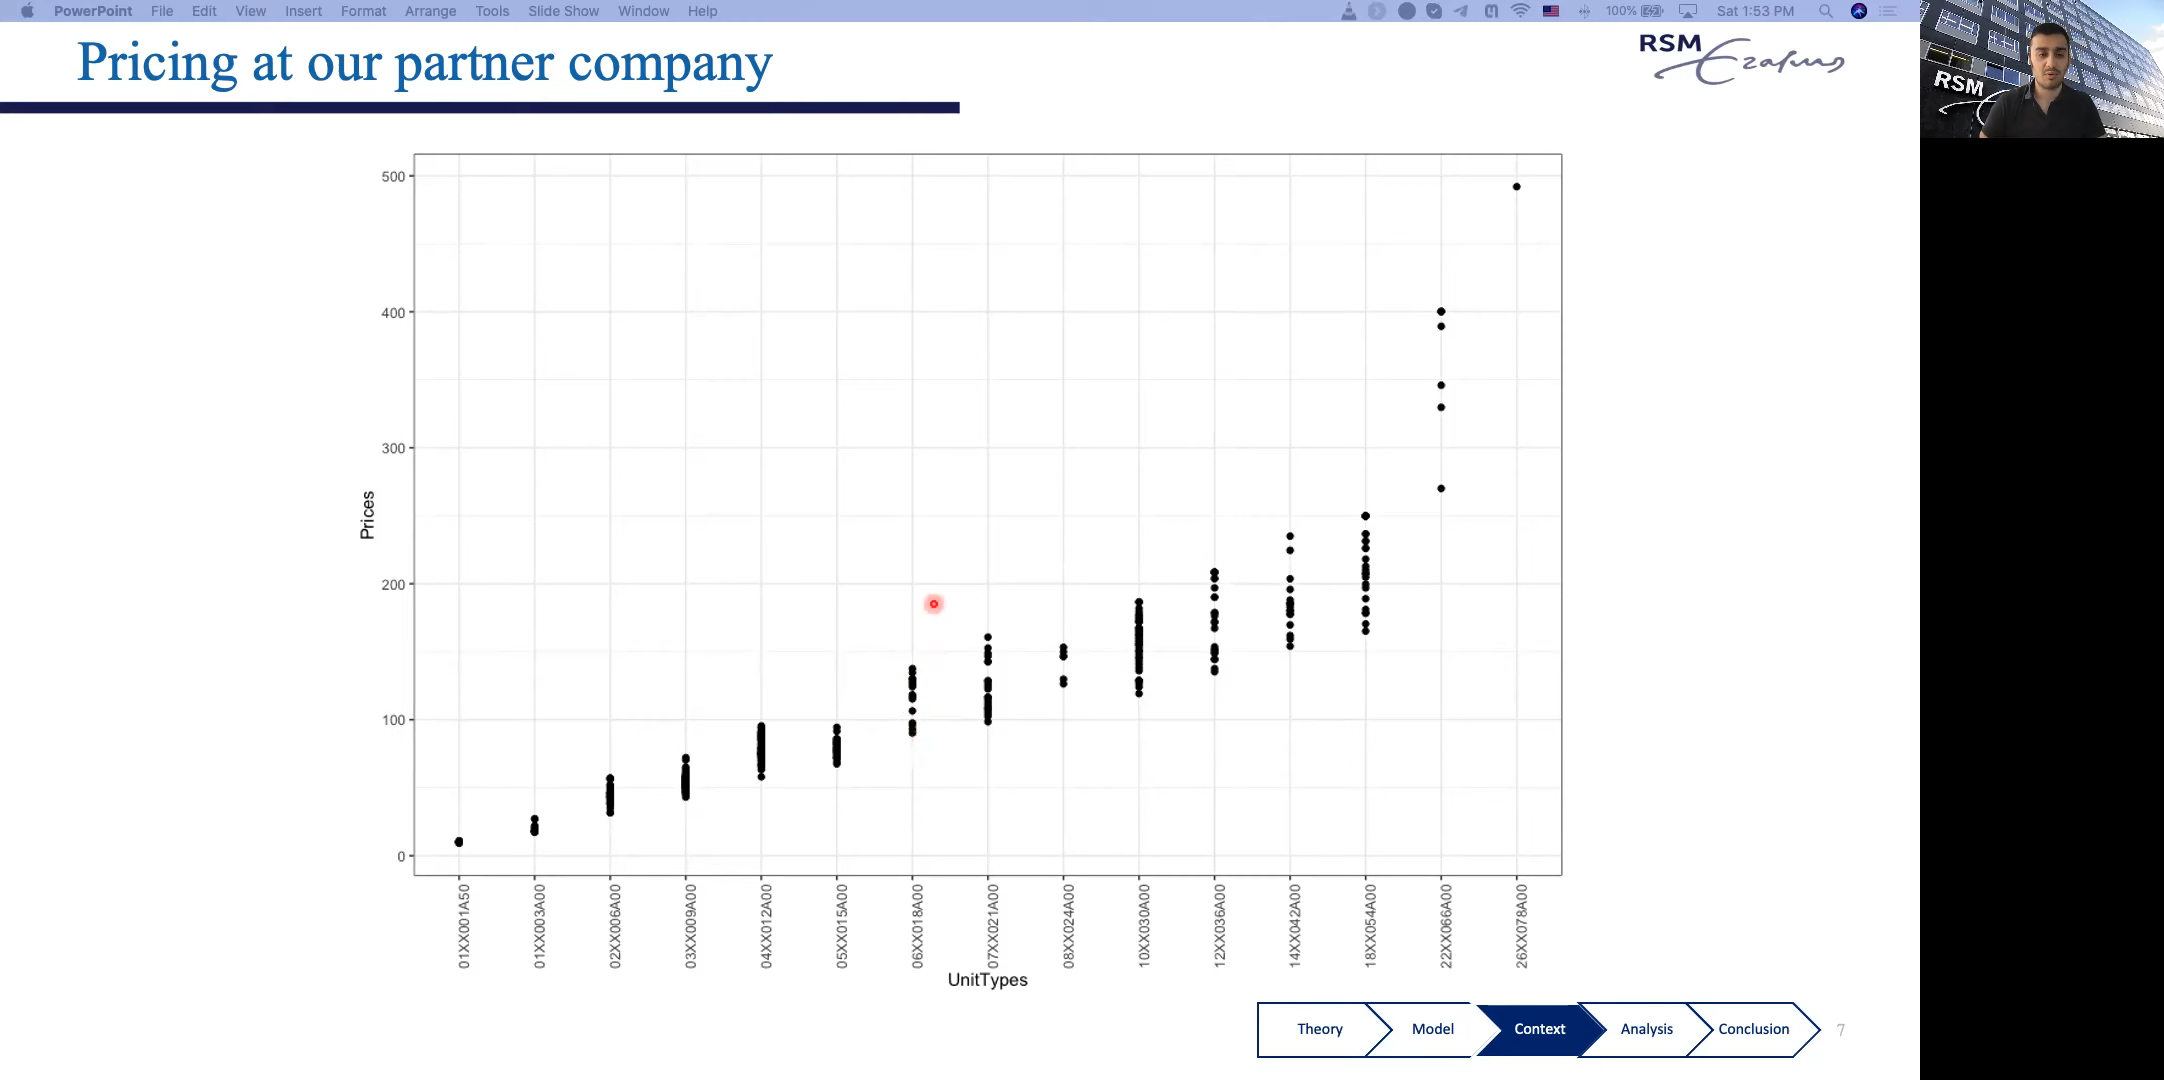 PowerPoint File Edit View Insert Format Arrange Tools Slide Show Window Help 100% Sat 1:53 PM
Pricing at our partner company
RSM Erasmus
RSM
500
400
300
200
100
0
Prices
01XX001A50
01XX003A00
02XX006A00
03XX009A00
04XX012A00
05XX015A00
06XX018A00
07XX021A00
08XX024A00
10XX030A00
12XX036A00
14XX042A00
18XX054A00
22XX066A00
26XX078A00
UnitTypes
Theory Model Context Analysis Conclusion 7